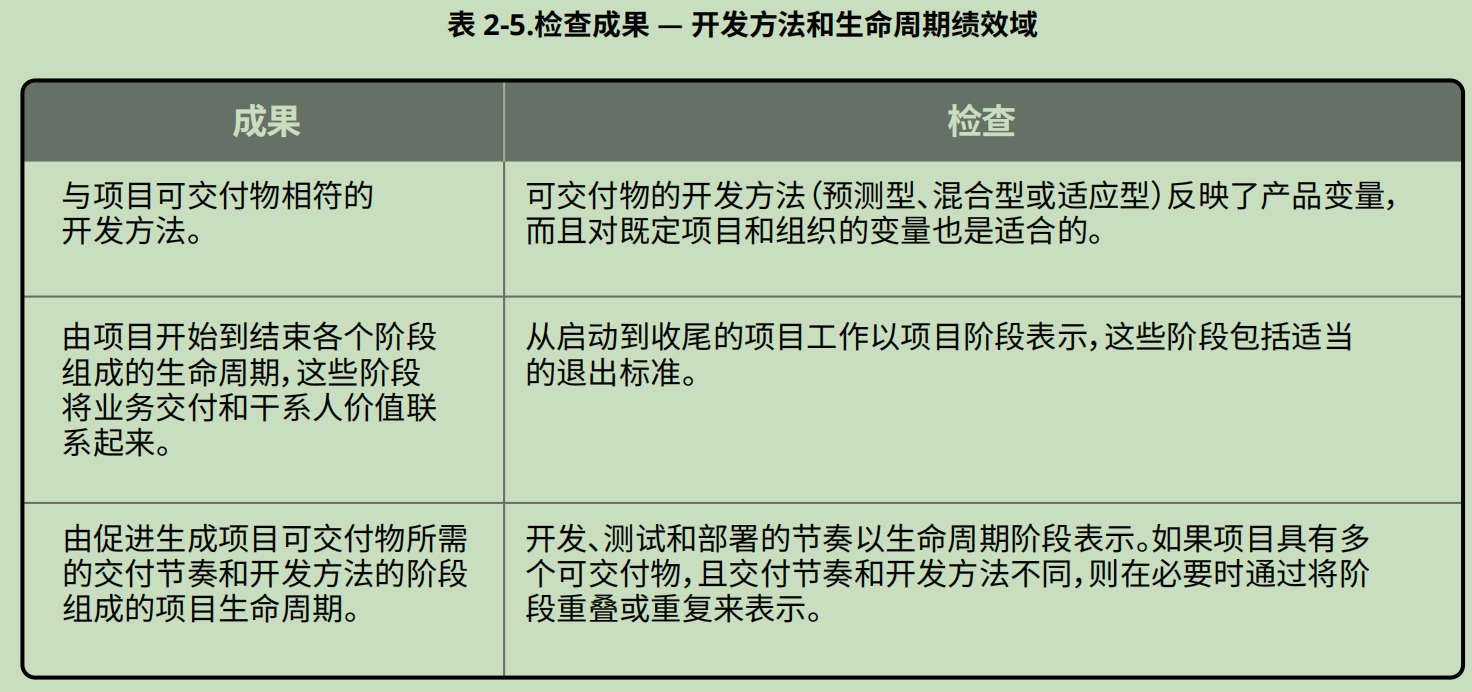 表 2-5.检查成果 — 开发方法和生命周期绩效域
成果
检查
与项目可交付物相符的
开发方法。
可交付物的开发方法（预测型、混合型或适应型）反映了产品变量，
而且对既定项目和组织的变量也是适合的。
由项目开始到结束各个阶段
组成的生命周期，这些阶段
将业务交付和干系人价值联
系起来。
从启动到收尾的项目工作以项目阶段表示，这些阶段包括适当
的退出标准。
由促进生成项目可交付物所需
的交付节奏和开发方法的阶段
组成的项目生命周期。
开发、测试和部署的节奏以生命周期阶段表示。如果项目具有多
个可交付物，且交付节奏和开发方法不同，则在必要时通过将阶
段重叠或重复来表示。